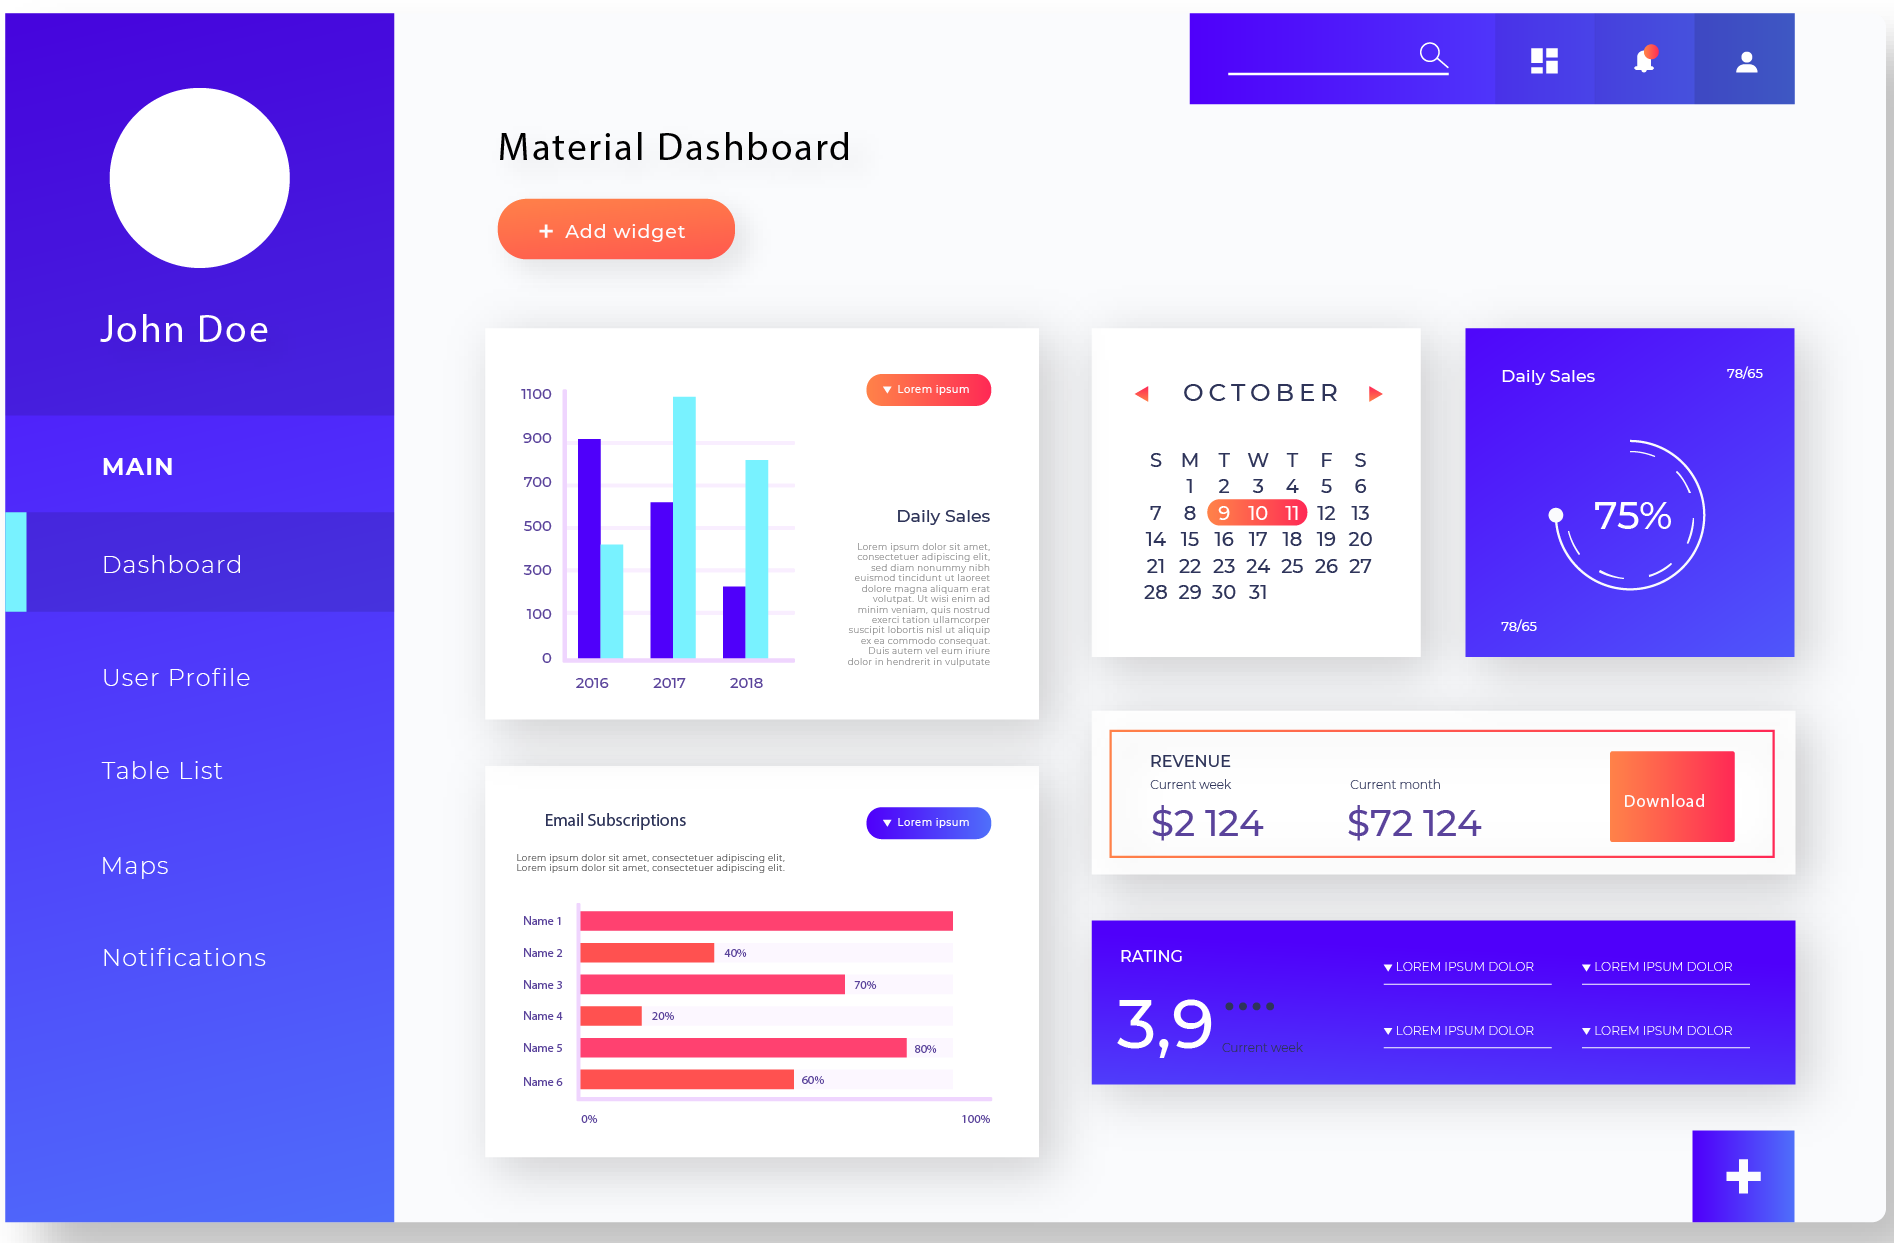 John Doe
MAIN
Dashboard
User Profile
Table List
Maps
Notifications
Material Dashboard
+ Add widget
1100
900
700
500
300
100
0
2016 2017 2018
Lorem ipsum
Daily Sales
Lorem ipsum dolor sit amet,
consectetuer adipiscing elit,
sed diam nonummy nibh
euismod tincidunt ut laoreet
dolore magna aliquam erat
volutpat. Ut wisi enim ad
minim veniam, quis nostrud
exerci tation ullamcorper
suscipit lobortis nisl ut aliquip
ex ea commodo consequat.
Duis autem vel eum iriure
dolor in hendrerit in vulputate
OCTOBER
S M T W T F S
1 2 3 4 5 6
7 8 9 10 11 12 13
14 15 16 17 18 19 20
21 22 23 24 25 26 27
28 29 30 31
Daily Sales
78/65
75%
78/65
Email Subscriptions
Lorem ipsum
Lorem ipsum dolor sit amet, consectetuer adipiscing elit,
Lorem ipsum dolor sit amet, consectetuer adipiscing elit.
Name 1
Name 2 40%
Name 3 70%
Name 4 20%
Name 5 80%
Name 6 60%
0% 100%
REVENUE
Current week
$2 124
Current month
$72 124
Download
RATING
3,9
Current week
LOREM IPSUM DOLOR
LOREM IPSUM DOLOR
LOREM IPSUM DOLOR
LOREM IPSUM DOLOR